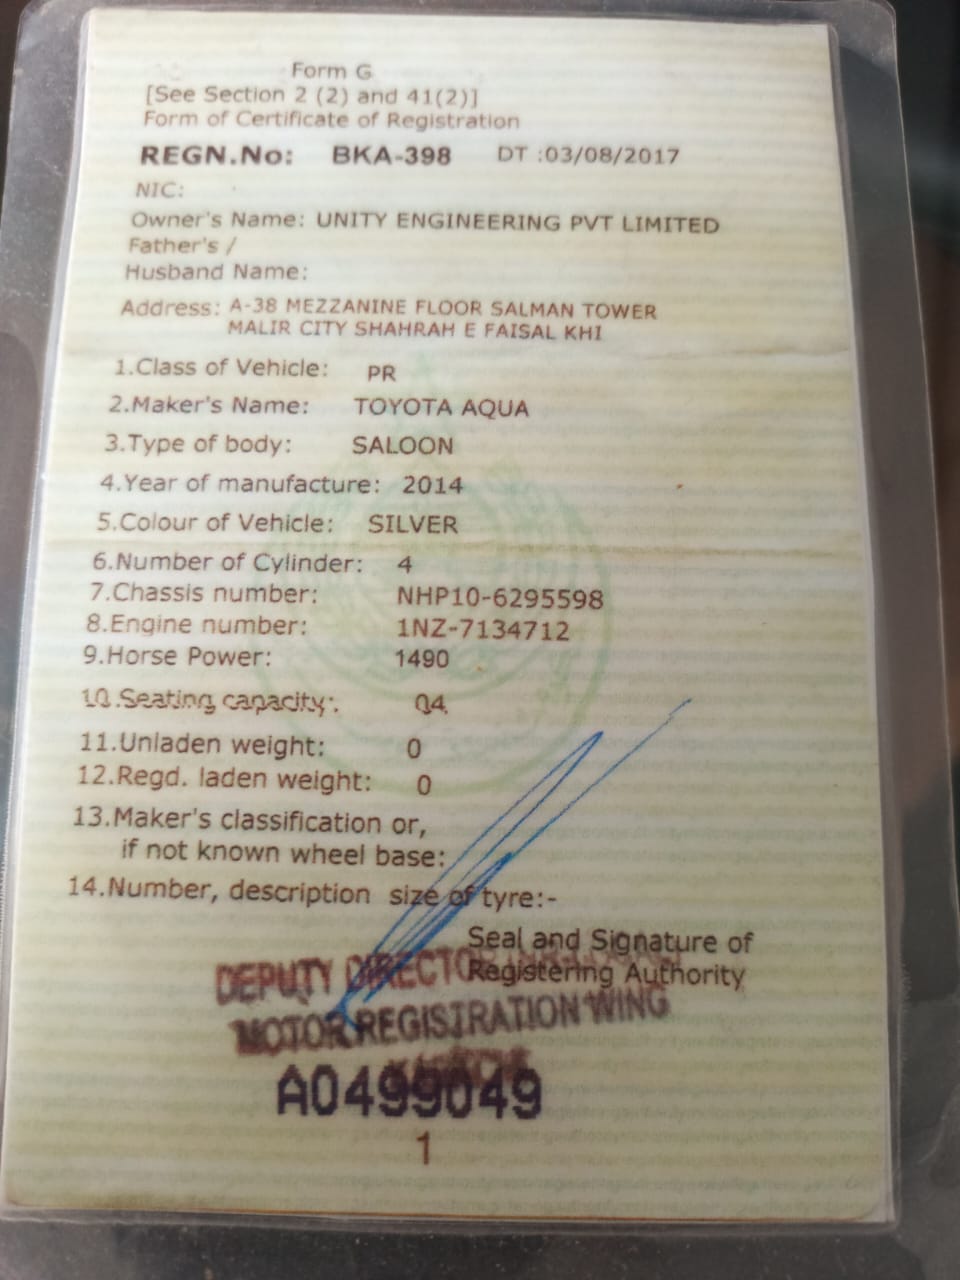 Form G
[See Section 2 (2) and 41(2)]
Form of Certificate of Registration
REGN.No: BKA-398 DT :03/08/2017
NIC:
Owner's Name: UNITY ENGINEERING PVT LIMITED
Father's /
Husband Name:
Address: A-38 MEZZANINE FLOOR SALMAN TOWER
MALIR CITY SHAHRAH E FAISAL KHI
1.Class of Vehicle: PR
2.Maker's Name: TOYOTA AQUA
3.Type of body: SALOON
4.Year of manufacture: 2014
5.Colour of Vehicle: SILVER
6.Number of Cylinder: 4
7.Chassis number: NHP10-6295598
8.Engine number: 1NZ-7134712
9.Horse Power: 1490
10.Seating capacity: 04
11.Unladen weight: 0
12.Regd. laden weight: 0
13.Maker's classification or,
if not known wheel base:
14.Number, description size of tyre:-
Seal and Signature of
Registering Authority
DEPUTY DIRECTOR
MOTOR REGISTRATION WING
A0499049
1